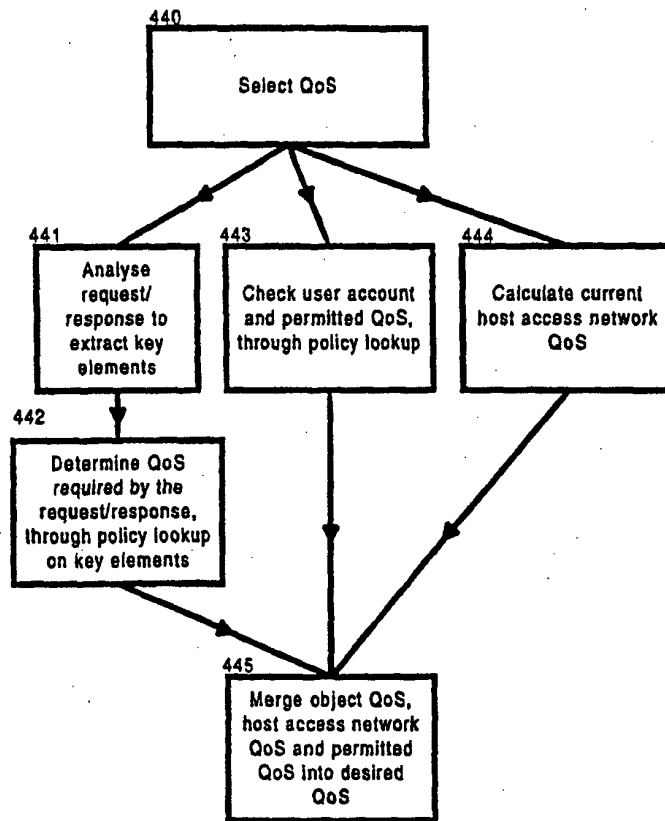 440
Select QoS
441
Analyse
request/
response to
extract key
elements
443
Check user account
and permitted QoS,
through policy lookup
444
Calculate current
host access network
QoS
442
Determine QoS
required by the
request/response,
through policy lookup
on key elements
445
Merge object QoS,
host access network
QoS and permitted
QoS into desired
QoS